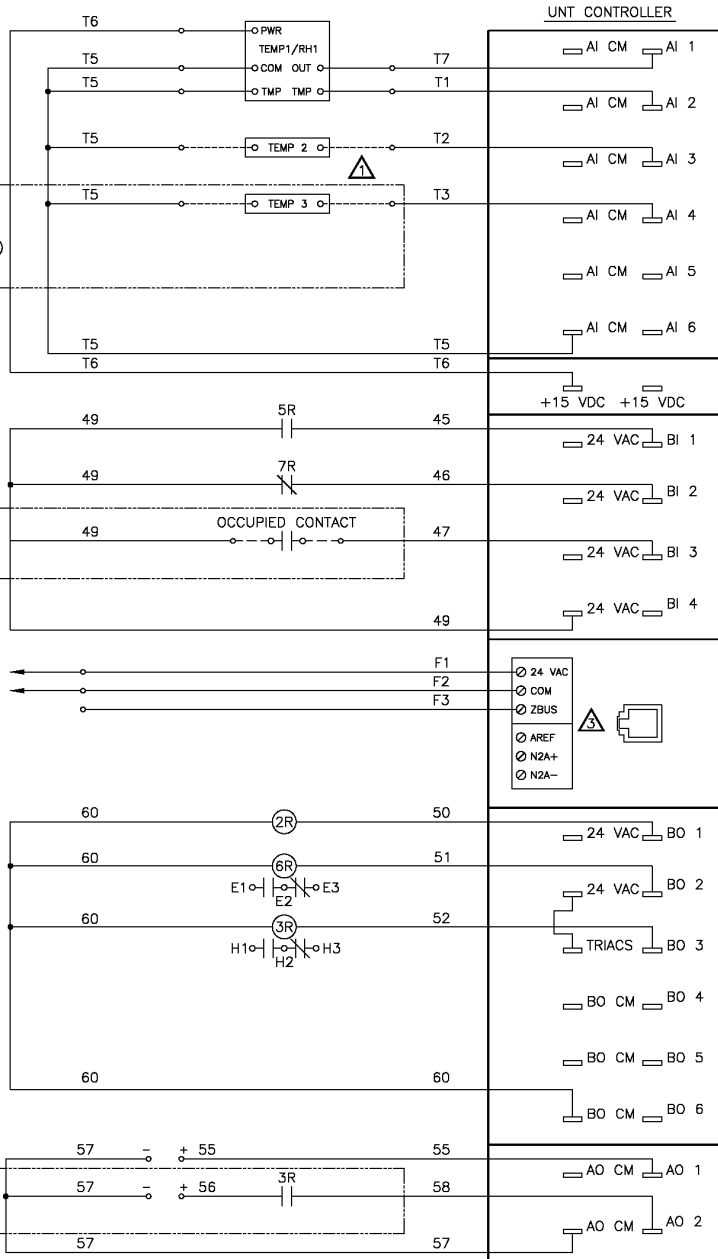 UNT CONTROLLER
T6 PWR AI CM AI 1
TEMP1/RH1
T5 COM OUT T7
T5 TMP TMP T1 AI CM AI 2
T5 TEMP 2 T2 AI CM AI 3
1
T5 TEMP 3 T3 AI CM AI 4
AI CM AI 5
AI CM AI 6
T5 T5
T6 T6
+15 VDC +15 VDC
49 5R 45 24 VAC BI 1
49 7R 46 24 VAC BI 2
OCCUPIED CONTACT
49 47 24 VAC BI 3
24 VAC BI 4
49
F1 24 VAC
F2 COM
F3 ZBUS
3
AREF
N2A+
N2A-
60 2R 50 24 VAC BO 1
60 6R 51 24 VAC BO 2
E1 E2 E3
60 3R 52 TRIACS BO 3
H1 H2 H3
BO CM BO 4
BO CM BO 5
60 60 BO CM BO 6
57 - + 55 55 AO CM AO 1
57 - + 56 3R 58 AO CM AO 2
57 57